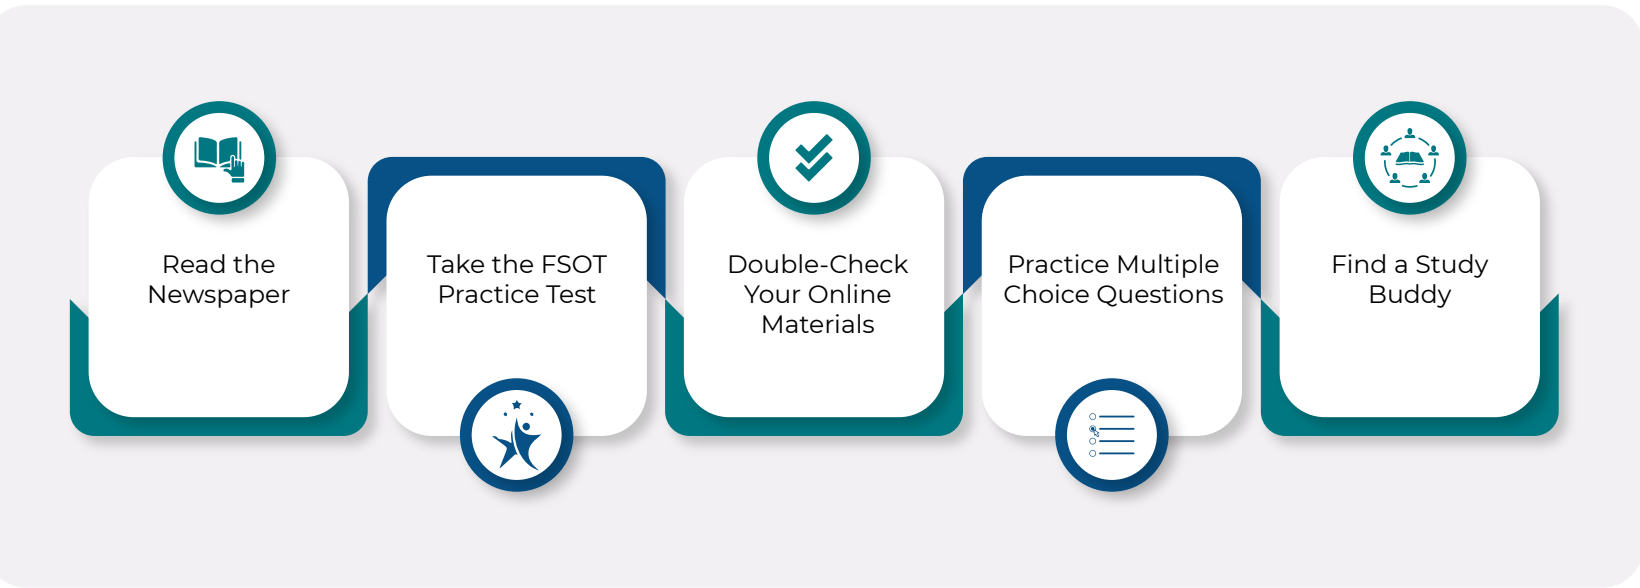 Read the
Newspaper
Take the FSOT
Practice Test
Double-Check
Your Online
Materials
Practice Multiple
Choice Questions
Find a Study
Buddy